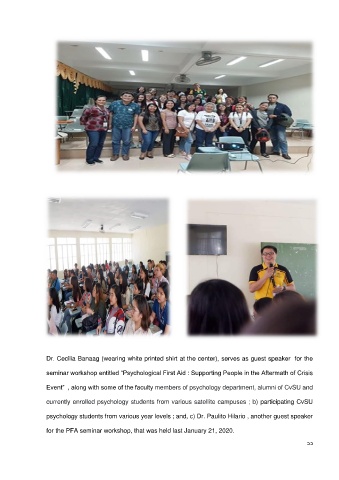 Dr. Cecilia Banaag (wearing white printed shirt at the center), serves as guest speaker for the
seminar workshop entitled "Psychological First Aid : Supporting People in the Aftermath of Crisis
Event" , along with some of the faculty members of psychology department, alumni of CvSU and
currently enrolled psychology students from various satellite campuses ; b) participating CvSU
psychology students from various year levels ; and, c) Dr. Paulito Hilario , another guest speaker
for the PFA seminar workshop, that was held last January 21, 2020.